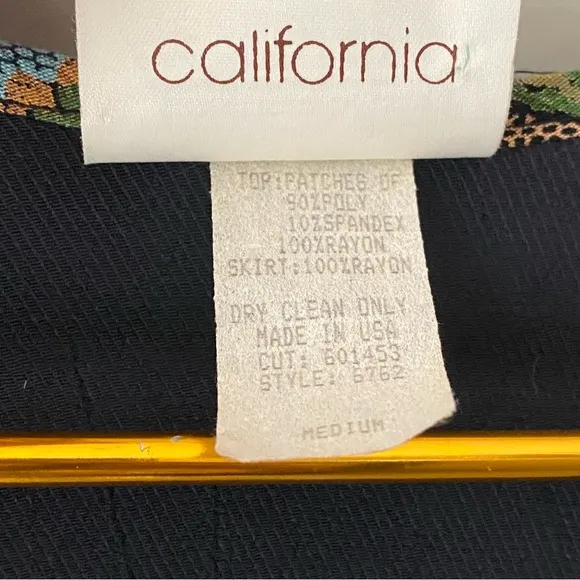 california
TOP:PATCHES OF
90%POLY
10%SPANDEX
100%RAYON
SKIRT:100%RAYON
DRY CLEAN ONLY
MADE IN USA
CUT: 601453
STYLE: 6762
MEDIUM